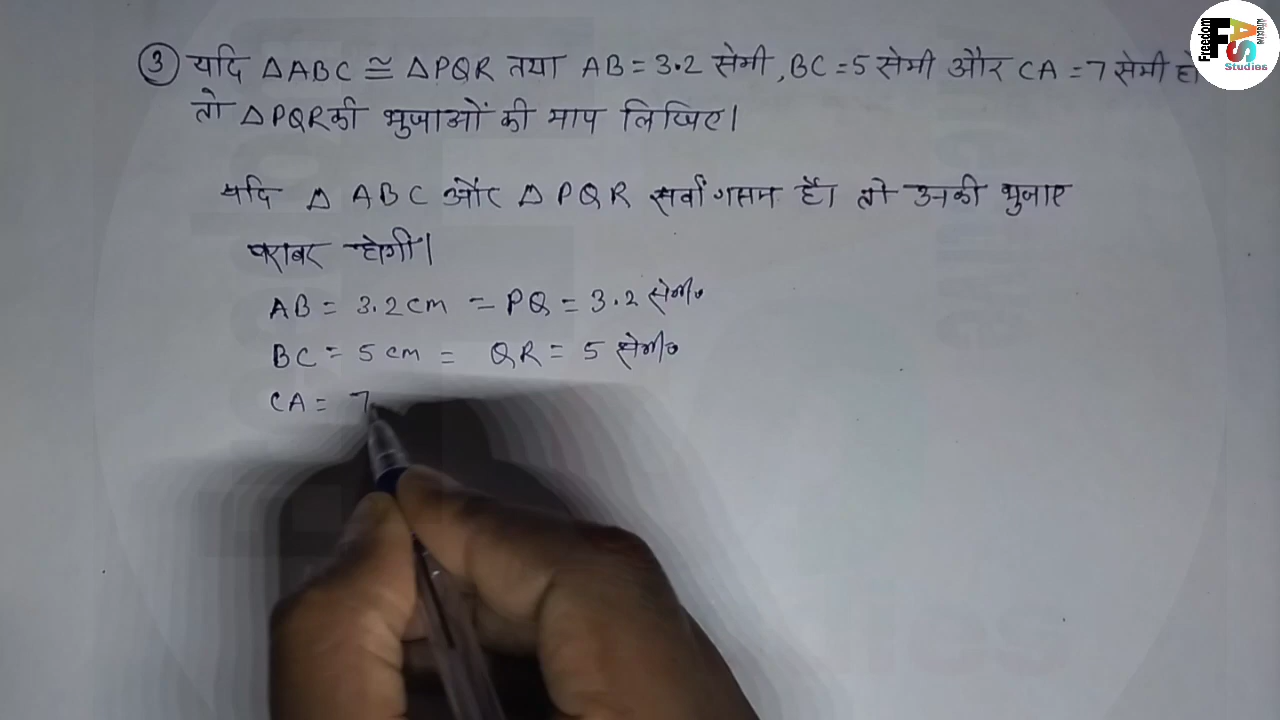 ③ यदि △ABC ≅ △PQR तथा AB = 3.2 सेमी, BC = 5 सेमी और CA = 7 सेमी हो
तो △PQR की भुजाओं की माप लिजिए।
यदि △ ABC और △ PQR सर्वांगसम है। तो उनकी भुजाए
बराबर होगी।
AB = 3.2 cm = PQ = 3.2 सेमी॰
BC = 5 cm = QR = 5 सेमी॰
CA = 7
Freedom
FAS
Studies